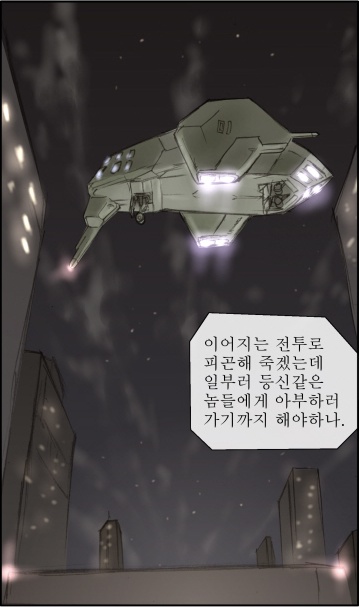 이어지는 전투로
피곤해 죽겠는데
일부러 등신같은
놈들에게 아부하러
가기까지 해야하나.